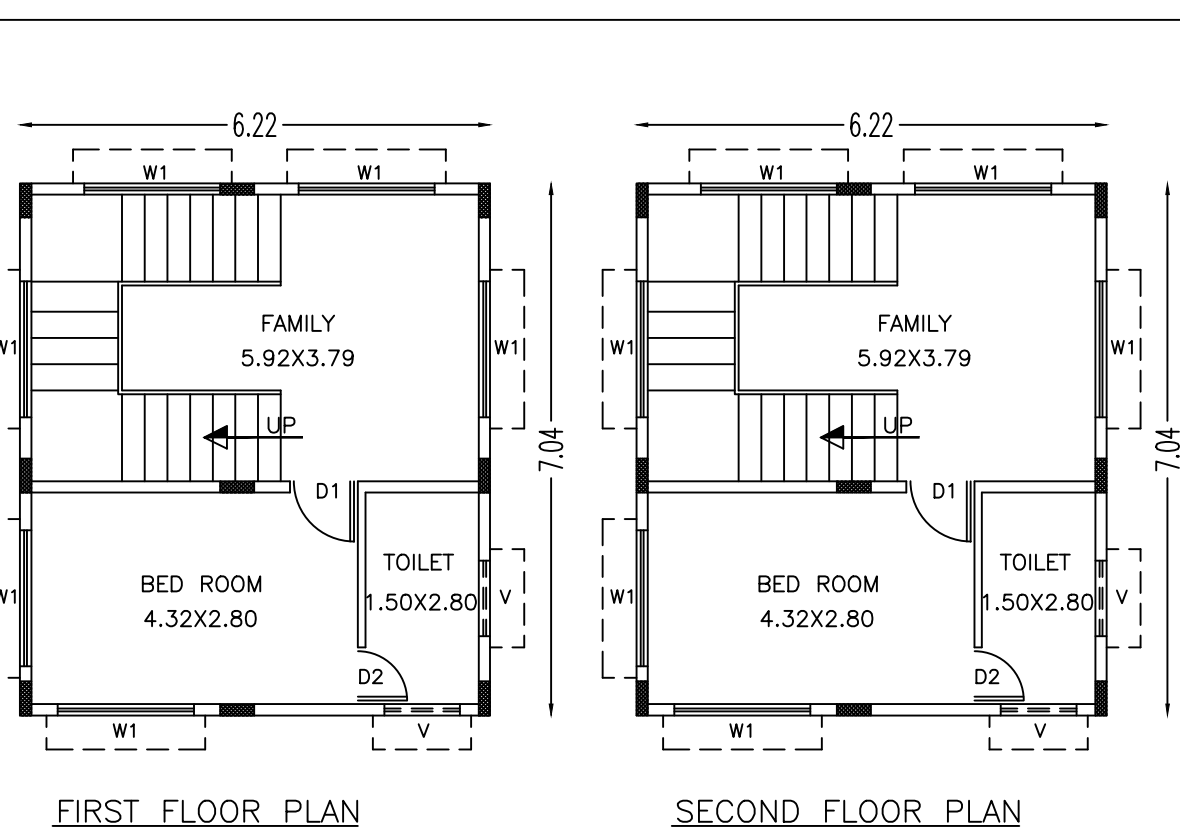 6.22
W1
W1
FAMILY
5.92X3.79
W1
W1
UP
7.04
D1
BED ROOM
4.32X2.80
TOILET
1.50X2.80
W1
V
D2
W1
V
FIRST FLOOR PLAN
6.22
W1
W1
FAMILY
5.92X3.79
W1
W1
UP
7.04
D1
BED ROOM
4.32X2.80
TOILET
1.50X2.80
W1
V
D2
W1
V
SECOND FLOOR PLAN